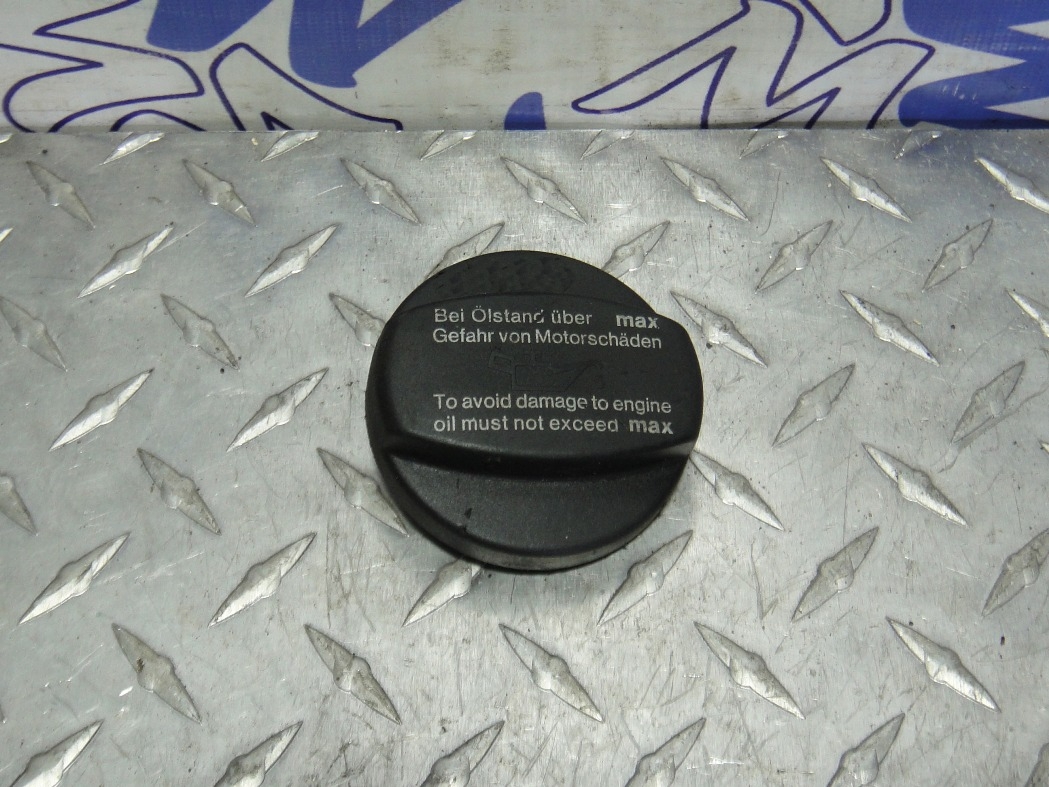 Bei Ölstand über max
Gefahr von Motorschäden
To avoid damage to engine
oil must not exceed max